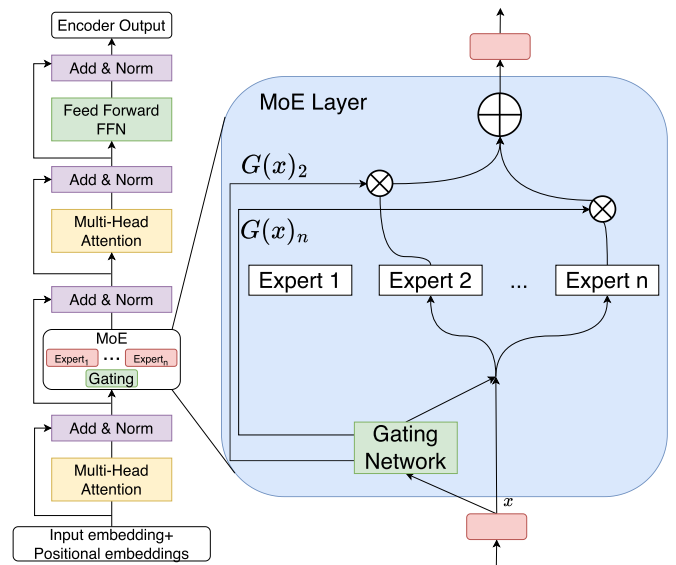 Encoder Output
Add & Norm
Feed Forward
FFN
Add & Norm
Multi-Head
Attention
Add & Norm
MoE
Expert1 ... Expertn
Gating
Add & Norm
Multi-Head
Attention
Input embedding+
Positional embeddings
MoE Layer
G(x)2
G(x)n
Expert 1
Expert 2
...
Expert n
Gating
Network
x